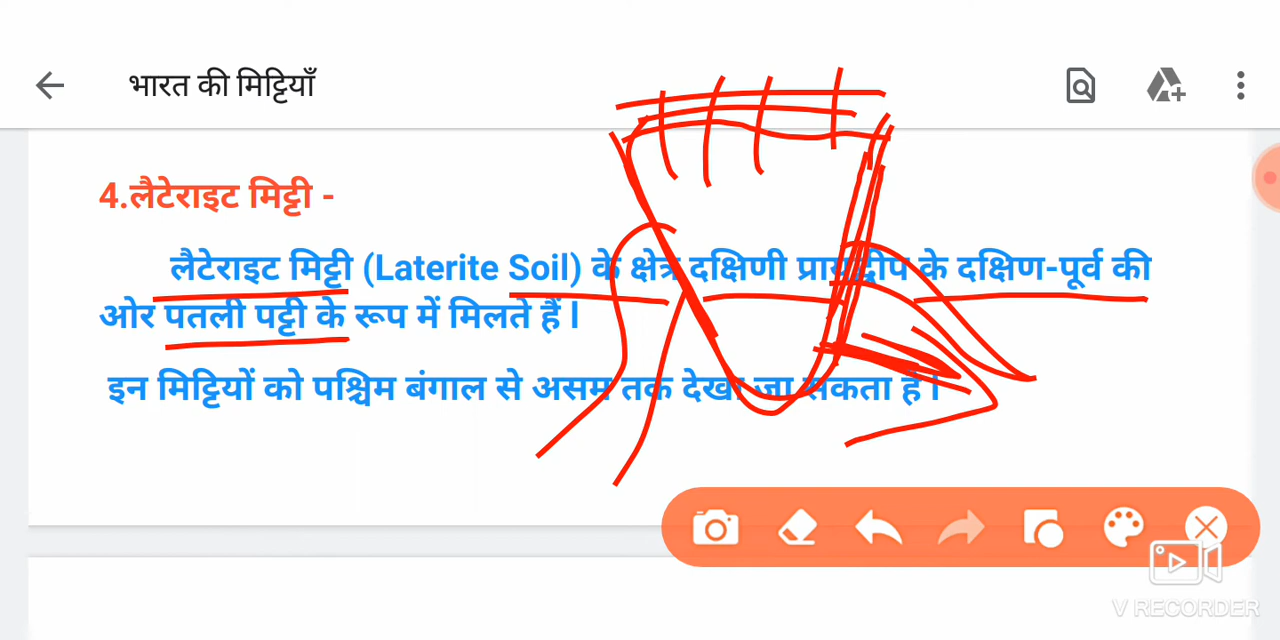 भारत की मिट्टियाँ
4.लैटेराइट मिट्टी -
लैटेराइट मिट्टी (Laterite Soil) के क्षेत्र दक्षिणी प्रायद्वीप के दक्षिण-पूर्व की
ओर पतली पट्टी के रूप में मिलते हैं।
इन मिट्टियों को पश्चिम बंगाल से असम तक देखा जा सकता है।
V RECORDER